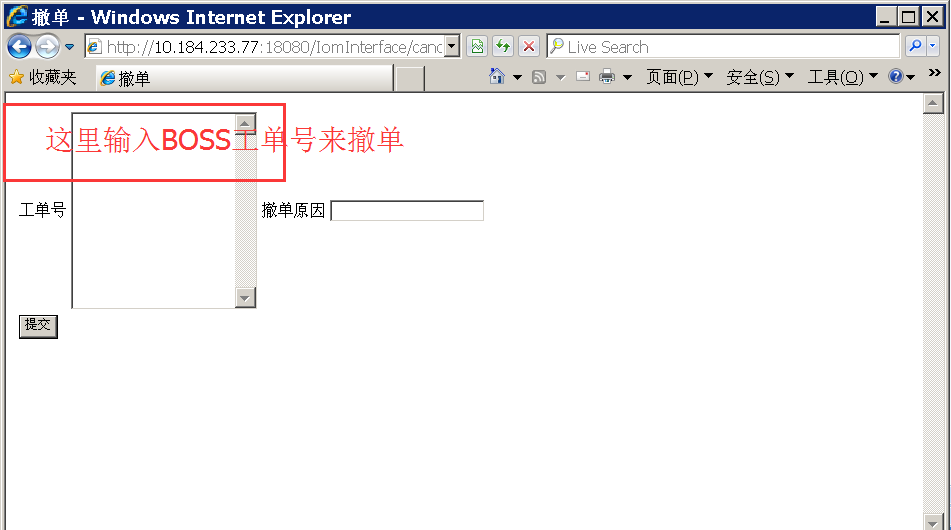 撤单 - Windows Internet Explorer
http://10.184.233.77:18080/IomInterface/canc
Live Search
收藏夹
撤单
页面(P)
安全(S)
工具(O)
这里输入BOSS工单号来撤单
工单号
撤单原因
提交